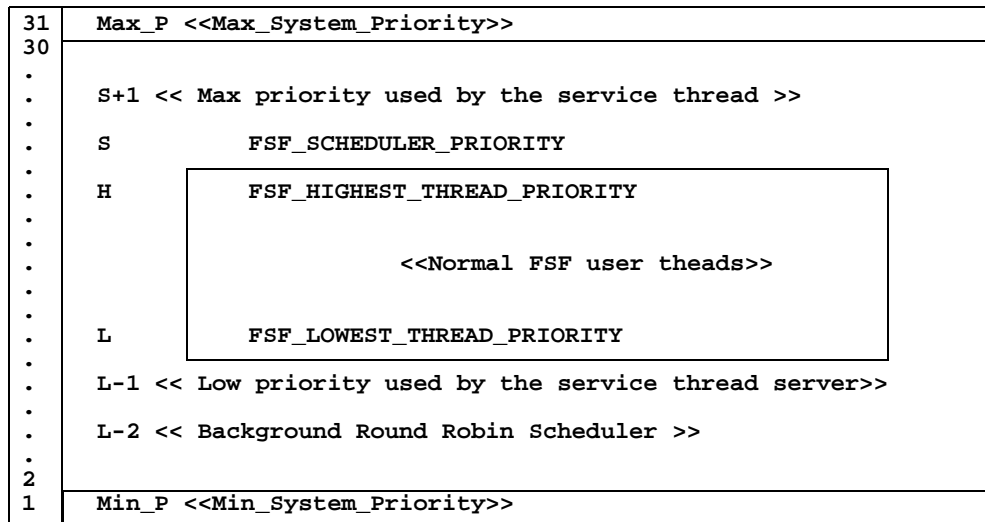 31 Max_P <<Max_System_Priority>>
30
.
. S+1 << Max priority used by the service thread >>
.
. S FSF_SCHEDULER_PRIORITY
.
. H FSF_HIGHEST_THREAD_PRIORITY
.
.
. <<Normal FSF user theads>>
.
.
. L FSF_LOWEST_THREAD_PRIORITY
.
. L-1 << Low priority used by the service thread server>>
.
. L-2 << Background Round Robin Scheduler >>
.
2
1 Min_P <<Min_System_Priority>>